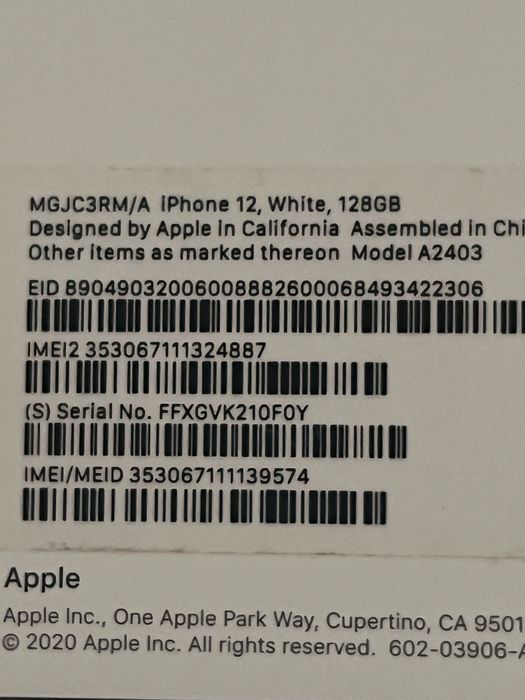 MGJC3RM/A iPhone 12, White, 128GB
Designed by Apple in California Assembled in Chi
Other items as marked thereon Model A2403
EID 89049032006008882600068493422306
IMEI2 353067111324887
(S) Serial No. FFXGVK210F0Y
IMEI/MEID 353067111139574
Apple
Apple Inc., One Apple Park Way, Cupertino, CA 9501
© 2020 Apple Inc. All rights reserved. 602-03906-A